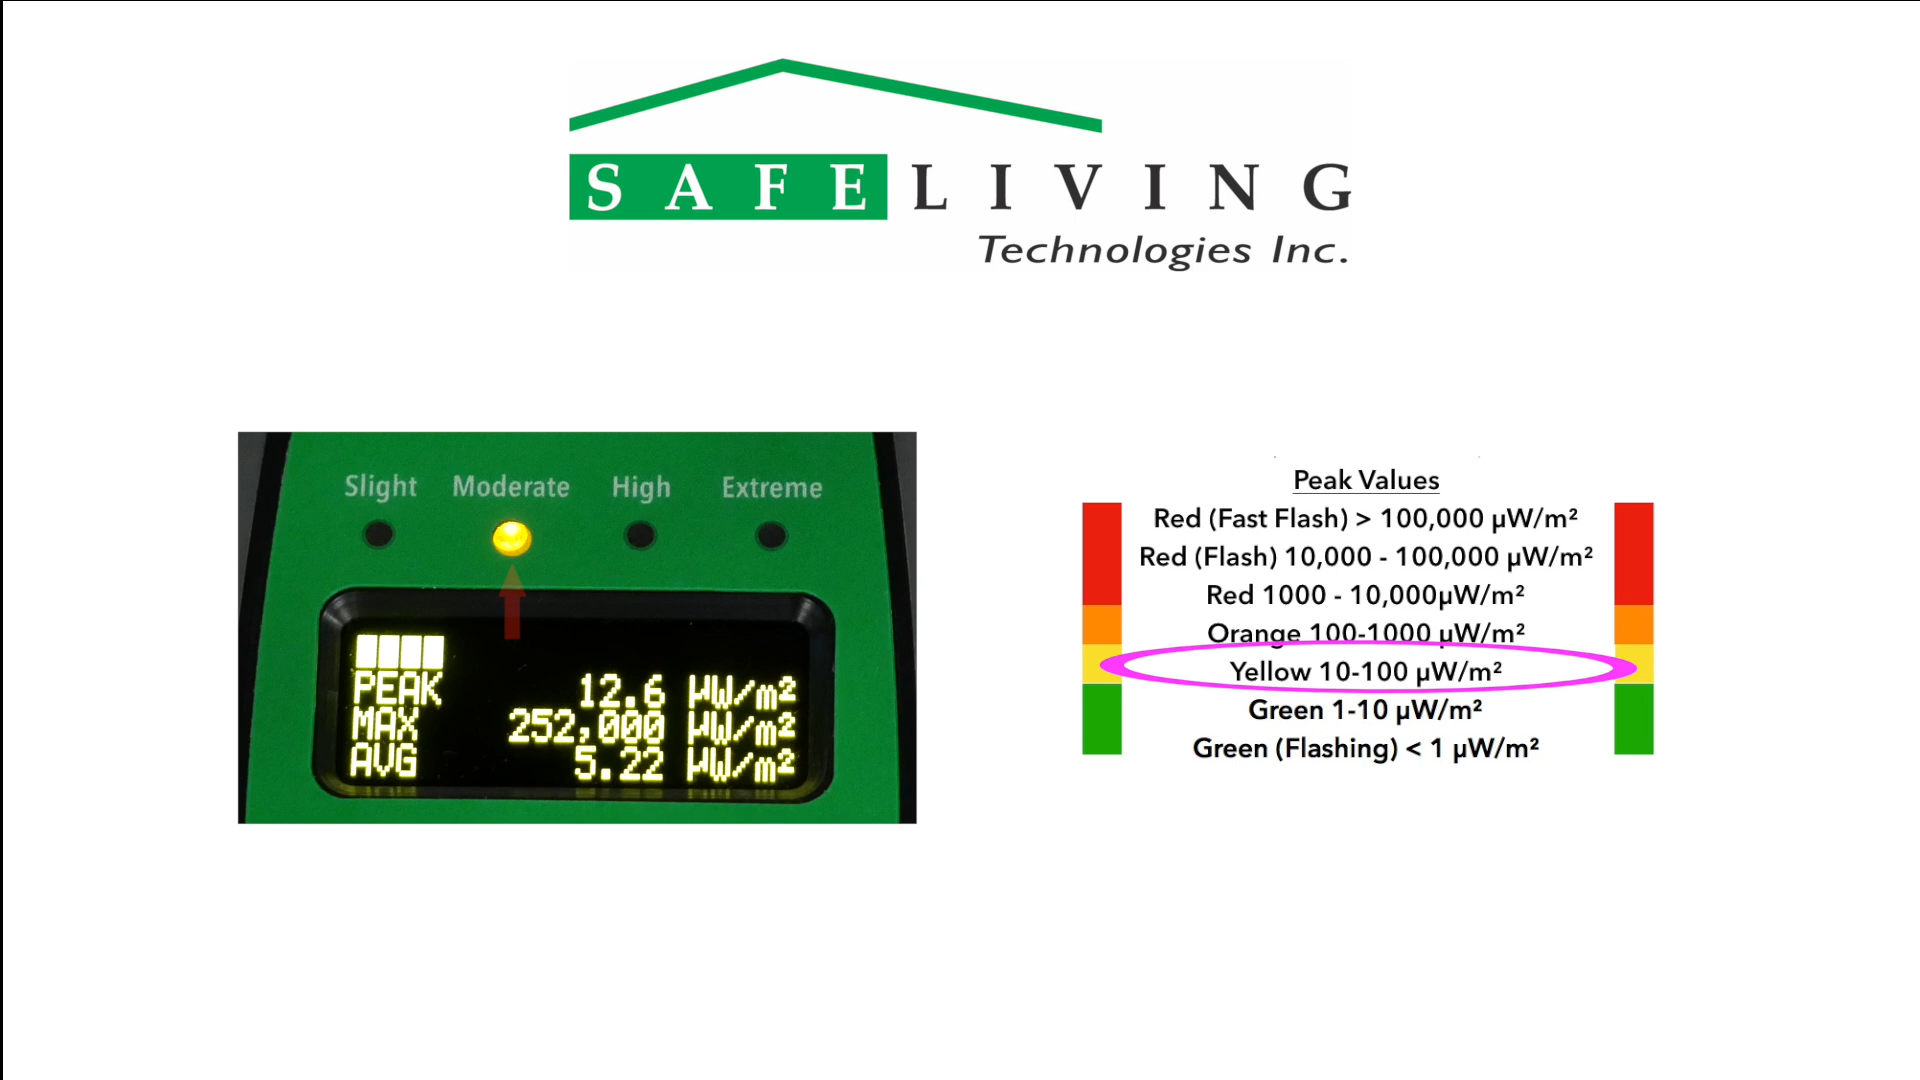 SAFELIVING
Technologies Inc.
Slight Moderate High Extreme
PEAK 12.6 µW/m²
MAX 252,000 µW/m²
AVG 5.22 µW/m²
Peak Values
Red (Fast Flash) > 100,000 µW/m²
Red (Flash) 10,000 - 100,000 µW/m²
Red 1000 - 10,000µW/m²
Orange 100-1000 µW/m²
Yellow 10-100 µW/m²
Green 1-10 µW/m²
Green (Flashing) < 1 µW/m²